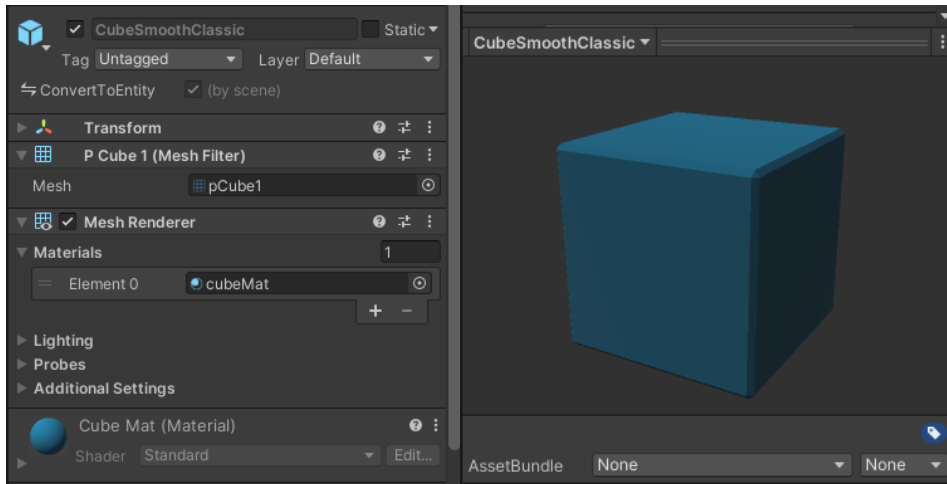 CubeSmoothClassic
Static
Tag Untagged Layer Default
ConvertToEntity (by scene)
Transform
P Cube 1 (Mesh Filter)
Mesh pCube1
Mesh Renderer
Materials 1
Element 0 cubeMat
+ −
Lighting
Probes
Additional Settings
Cube Mat (Material)
Shader Standard Edit...
CubeSmoothClassic
AssetBundle None None